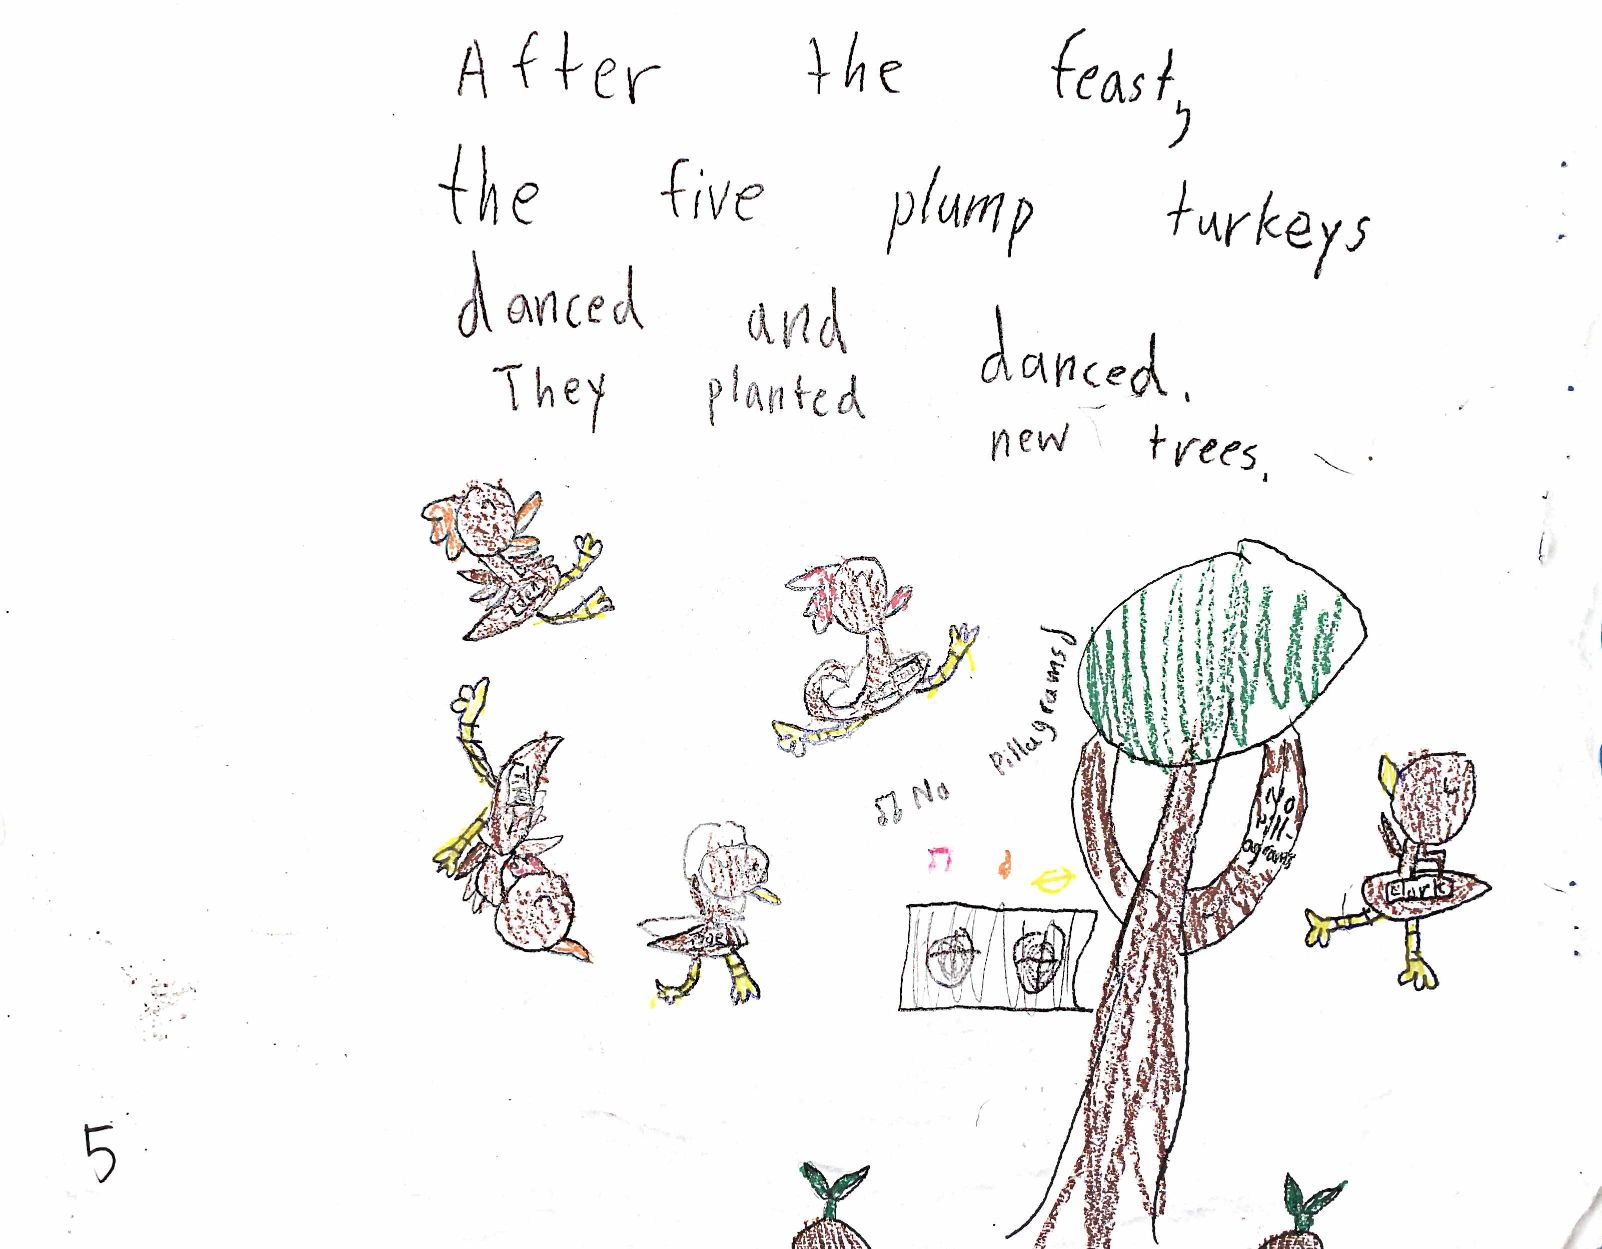 After the feast,
the five plump turkeys
danced and danced.
They planted new trees.
No Pillagrams
No
Pill-
agrams
Clark
5